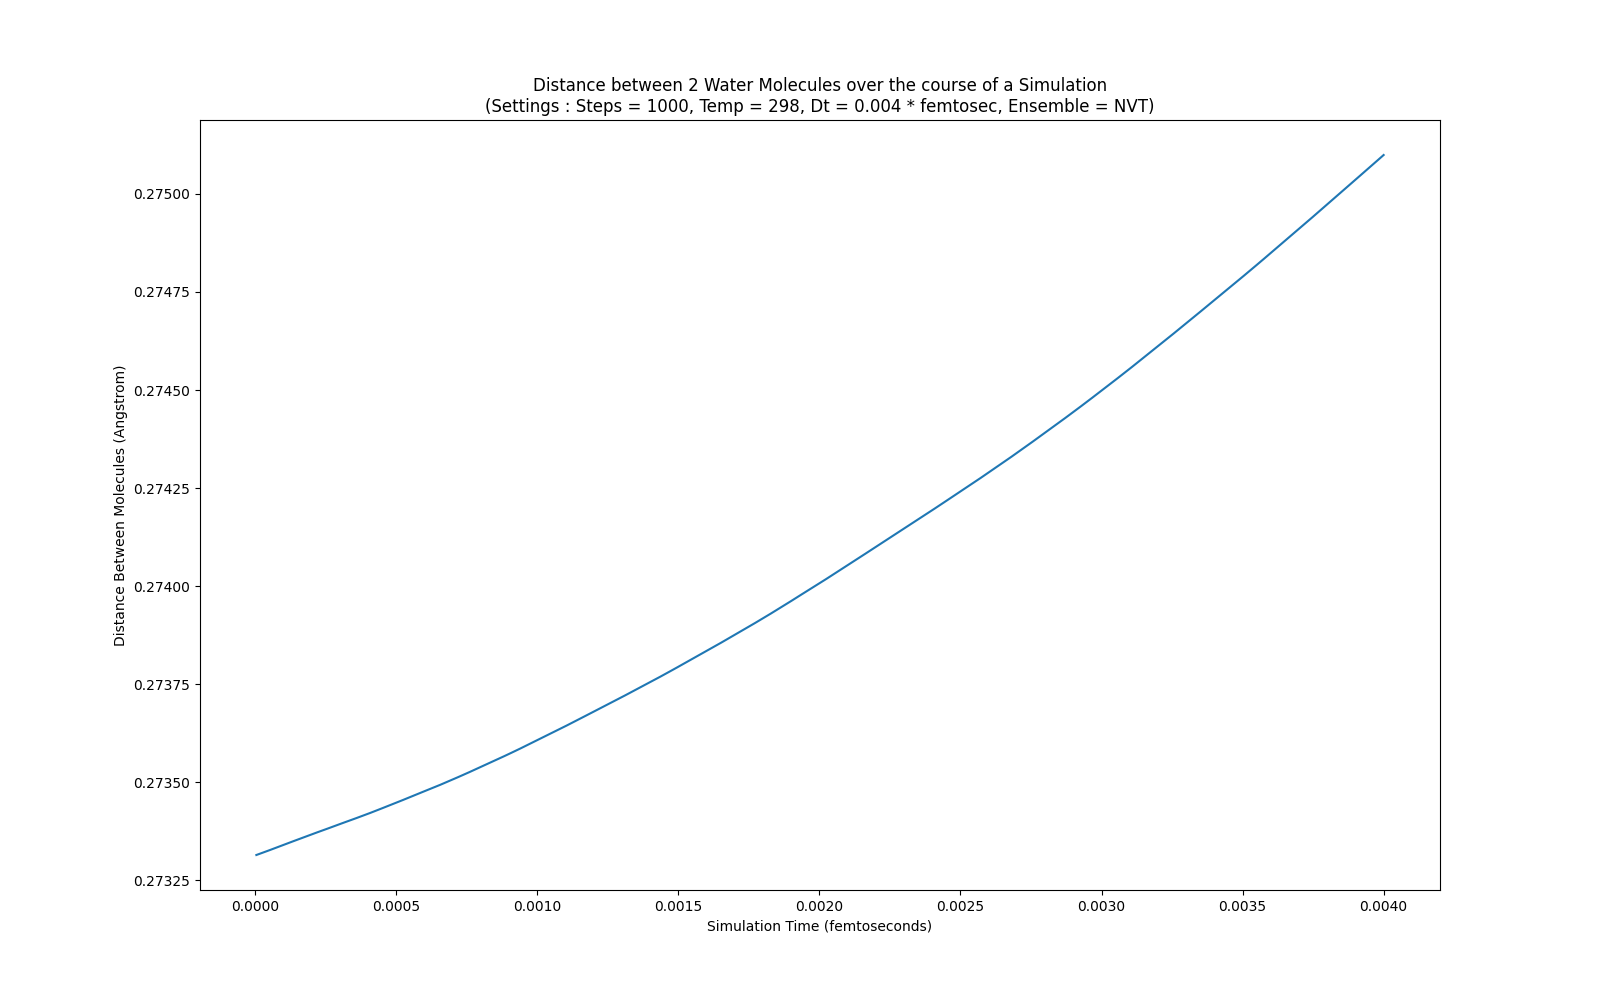 Distance between 2 Water Molecules over the course of a Simulation
(Settings : Steps = 1000, Temp = 298, Dt = 0.004 * femtosec, Ensemble = NVT)
Distance Between Molecules (Angstrom)
0.27500
0.27475
0.27450
0.27425
0.27400
0.27375
0.27350
0.27325
0.0000 0.0005 0.0010 0.0015 0.0020 0.0025 0.0030 0.0035 0.0040
Simulation Time (femtoseconds)